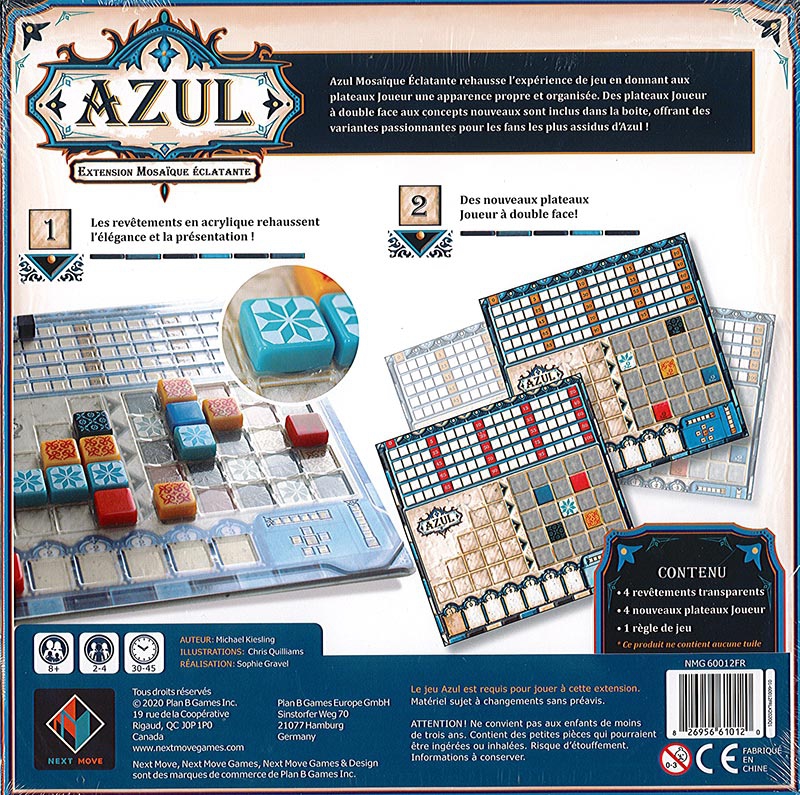 AZUL
EXTENSION MOSAÏQUE ÉCLATANTE
Azul Mosaïque Éclatante rehausse l'expérience de jeu en donnant aux
plateaux Joueur une apparence propre et organisée. Des plateaux Joueur
à double face aux concepts nouveaux sont inclus dans la boite, offrant des
variantes passionnantes pour les fans les plus assidus d'Azul !
1
Les revêtements en acrylique rehaussent
l'élégance et la présentation !
2
Des nouveaux plateaux
Joueur à double face!
AZUL
AZUL
CONTENU
• 4 revêtements transparents
• 4 nouveaux plateaux Joueur
• 1 règle de jeu
* Ce produit ne contient aucune tuile
8+
2-4
30-45
AUTEUR: Michael Kiesling
ILLUSTRATIONS: Chris Quilliams
RÉALISATION: Sophie Gravel
NEXT MOVE
Tous droits réservés
© 2020 Plan B Games Inc.
19 rue de la Coopérative
Rigaud, QC J0P 1P0
Canada
www.nextmovegames.com
Plan B Games Europe GmbH
Sinstorfer Weg 70
21077 Hamburg
Germany
Next Move, Next Move Games, Next Move Games & Design
sont des marques de commerce de Plan B Games Inc.
Le jeu Azul est requis pour jouer à cette extension.
Matériel sujet à changements sans préavis.
ATTENTION! Ne convient pas aux enfants de moins
de trois ans. Contient des petites pièces qui pourraient
être ingérées ou inhalées. Risque d'étouffement.
Informations à conserver.
NMG 60012FR
8 26956 61012 0
0-3
CE
FABRIQUÉ
EN
CHINE